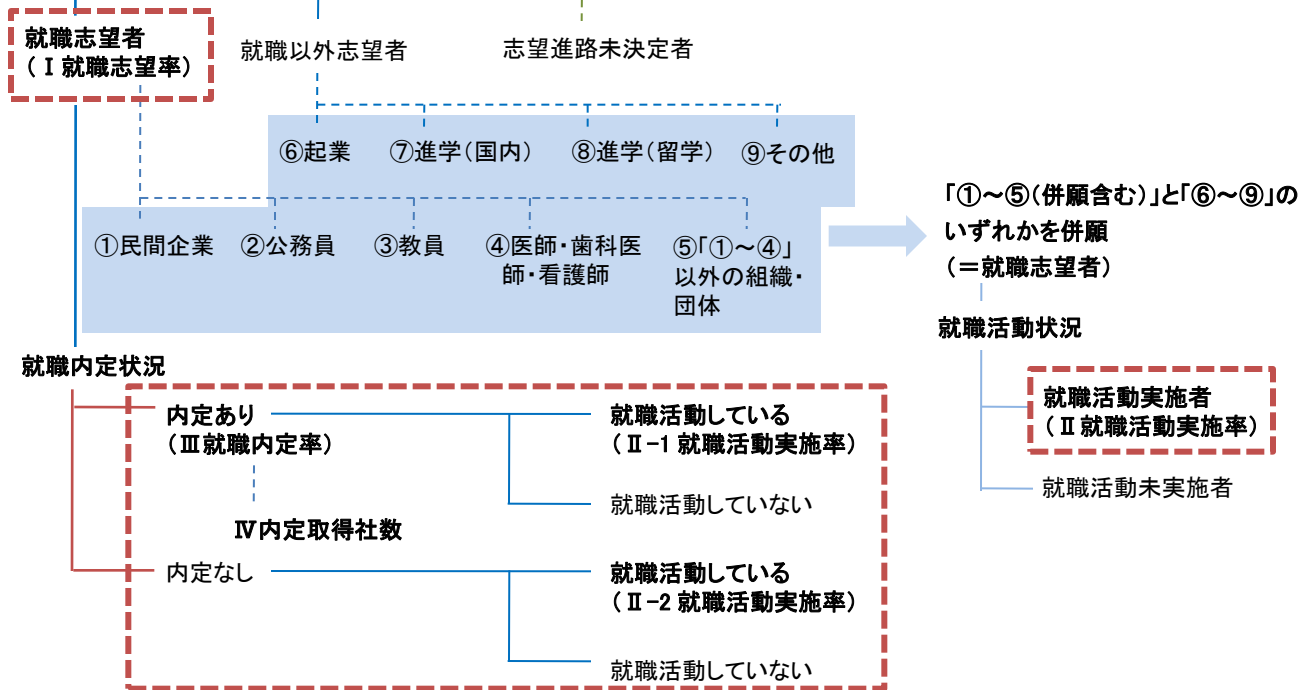 就職志望者
(Ⅰ就職志望率)
就職以外志望者
志望進路未決定者
⑥起業
⑦進学(国内)
⑧進学(留学)
⑨その他
①民間企業
②公務員
③教員
④医師・歯科医
師・看護師
⑤「①～④」
以外の組織・
団体
「①～⑤(併願含む)」と「⑥～⑨」の
いずれかを併願
(＝就職志望者)
就職活動状況
就職活動実施者
(Ⅱ就職活動実施率)
就職活動未実施者
就職内定状況
内定あり
(Ⅲ就職内定率)
就職活動している
(Ⅱ-1 就職活動実施率)
就職活動していない
Ⅳ内定取得社数
内定なし
就職活動している
(Ⅱ-2 就職活動実施率)
就職活動していない